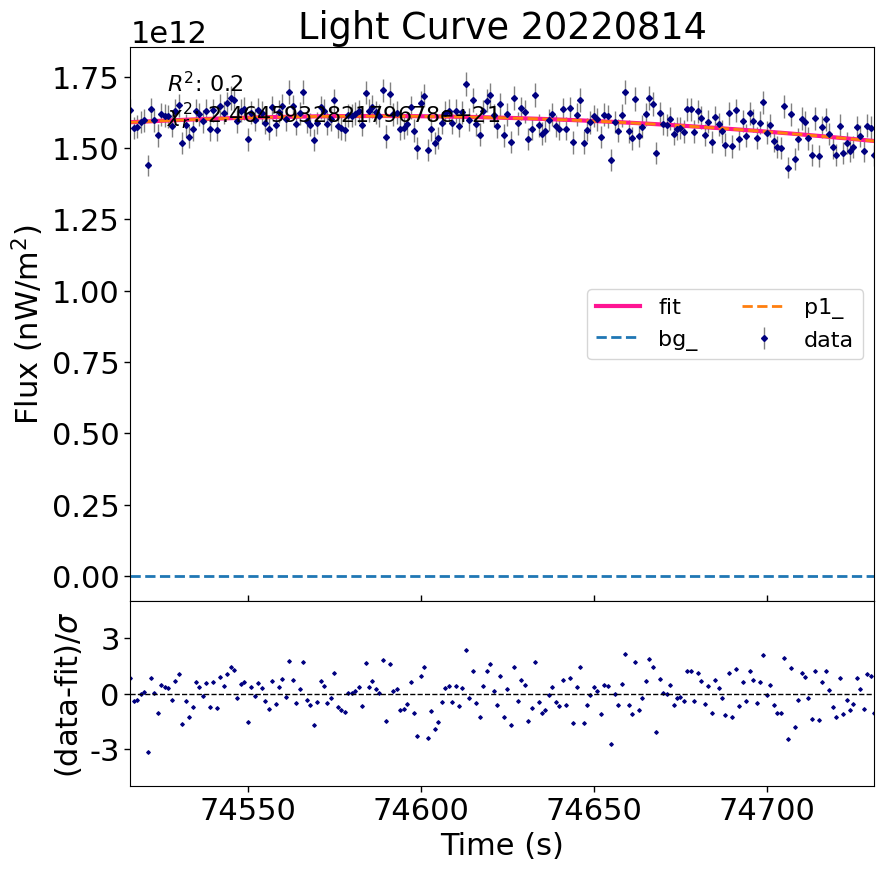 Light Curve 20220814
1e12
R²: 0.2
1.75
1.50
1.25
1.00
0.75
0.50
0.25
0.00
Flux (nW/m²)
fit
bg_
p1_
data
3
0
-3
(data-fit)/σ
74550 74600 74650 74700
Time (s)